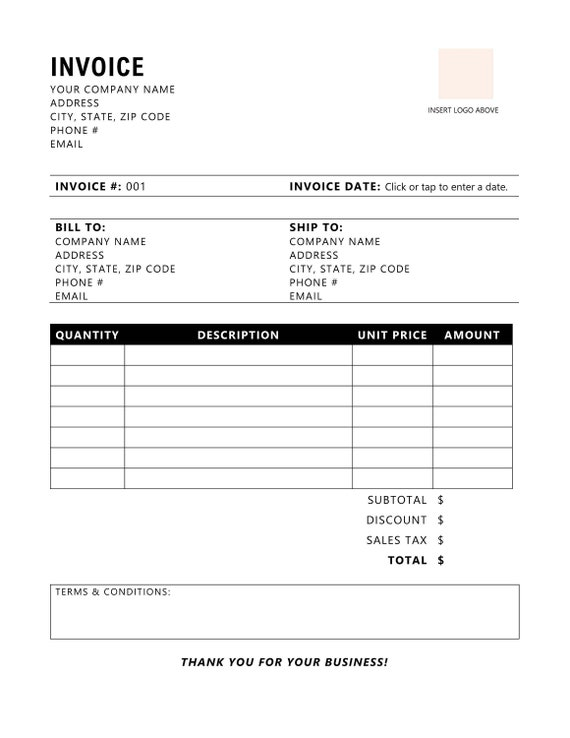 INVOICE
YOUR COMPANY NAME
ADDRESS
CITY, STATE, ZIP CODE
PHONE #
EMAIL
INSERT LOGO ABOVE
INVOICE #: 001 INVOICE DATE: Click or tap to enter a date.
BILL TO:
COMPANY NAME
ADDRESS
CITY, STATE, ZIP CODE
PHONE #
EMAIL
SHIP TO:
COMPANY NAME
ADDRESS
CITY, STATE, ZIP CODE
PHONE #
EMAIL
QUANTITY DESCRIPTION UNIT PRICE AMOUNT
SUBTOTAL $
DISCOUNT $
SALES TAX $
TOTAL $
TERMS & CONDITIONS:
THANK YOU FOR YOUR BUSINESS!